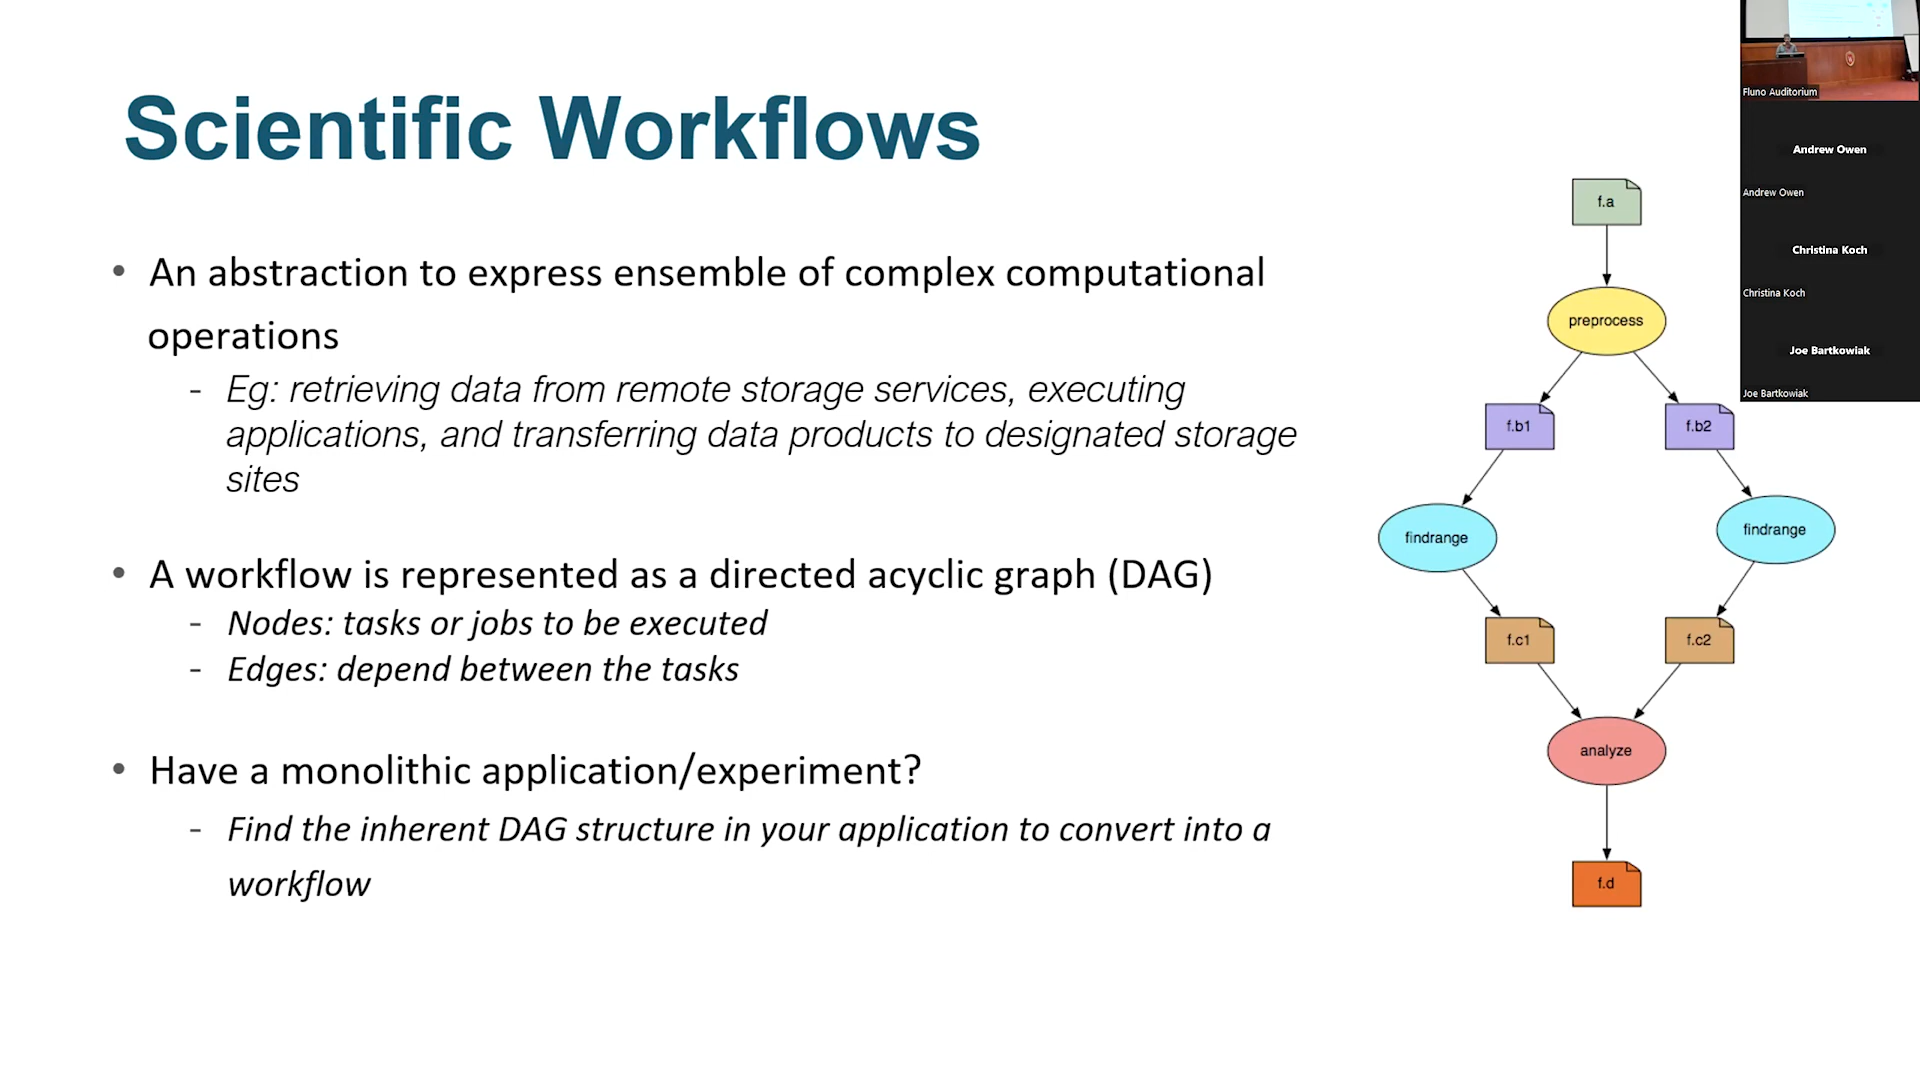 Scientific Workflows
• An abstraction to express ensemble of complex computational
operations
- Eg: retrieving data from remote storage services, executing
applications, and transferring data products to designated storage
sites
• A workflow is represented as a directed acyclic graph (DAG)
- Nodes: tasks or jobs to be executed
- Edges: depend between the tasks
• Have a monolithic application/experiment?
- Find the inherent DAG structure in your application to convert into a
workflow
f.a
preprocess
f.b1
f.b2
findrange
findrange
f.c1
f.c2
analyze
f.d
Fluno Auditorium
Andrew Owen
Andrew Owen
Christina Koch
Christina Koch
Joe Bartkowiak
Joe Bartkowiak